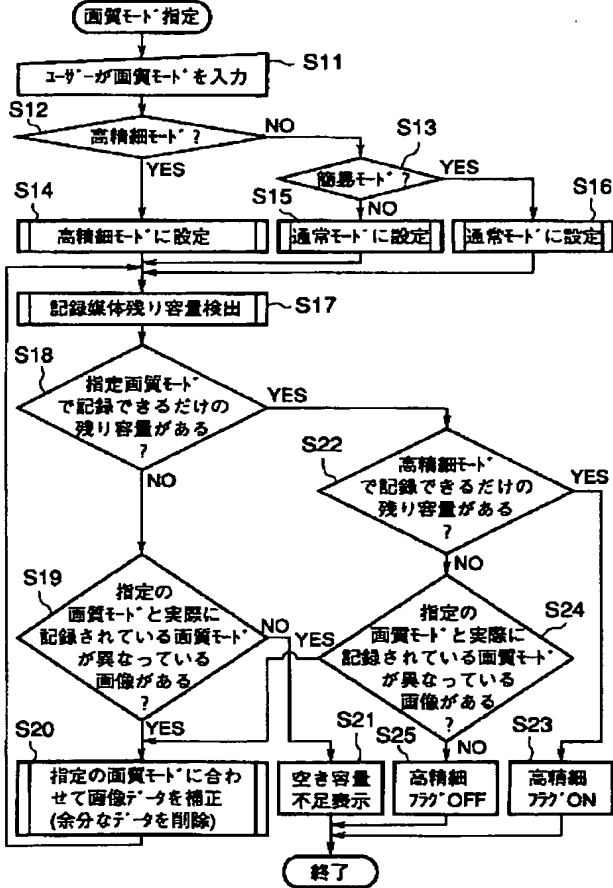 画質ﾓｰﾄﾞ指定
ﾕｰｻﾞｰが画質ﾓｰﾄﾞを入力
S11
S12
高精細ﾓｰﾄﾞ?
NO
YES
S13
簡易ﾓｰﾄﾞ?
YES
NO
S14
高精細ﾓｰﾄﾞに設定
S15
通常ﾓｰﾄﾞに設定
S16
通常ﾓｰﾄﾞに設定
記録媒体残り容量検出
S17
S18
指定画質ﾓｰﾄﾞ
で記録できるだけの
残り容量がある
?
YES
NO
S22
高精細ﾓｰﾄﾞ
で記録できるだけの
残り容量がある
?
YES
NO
S19
指定の
画質ﾓｰﾄﾞと実際に
記録されている画質ﾓｰﾄﾞ
が異なっている
画像がある
?
NO
YES
S24
指定の
画質ﾓｰﾄﾞと実際に
記録されている画質ﾓｰﾄﾞ
が異なっている
画像がある
?
YES
NO
S20
指定の画質ﾓｰﾄﾞに合わ
せて画像ﾃﾞｰﾀを補正
(余分なﾃﾞｰﾀを削除)
S21
空き容量
不足表示
S25
高精細
ﾌﾗｸﾞOFF
S23
高精細
ﾌﾗｸﾞON
終了